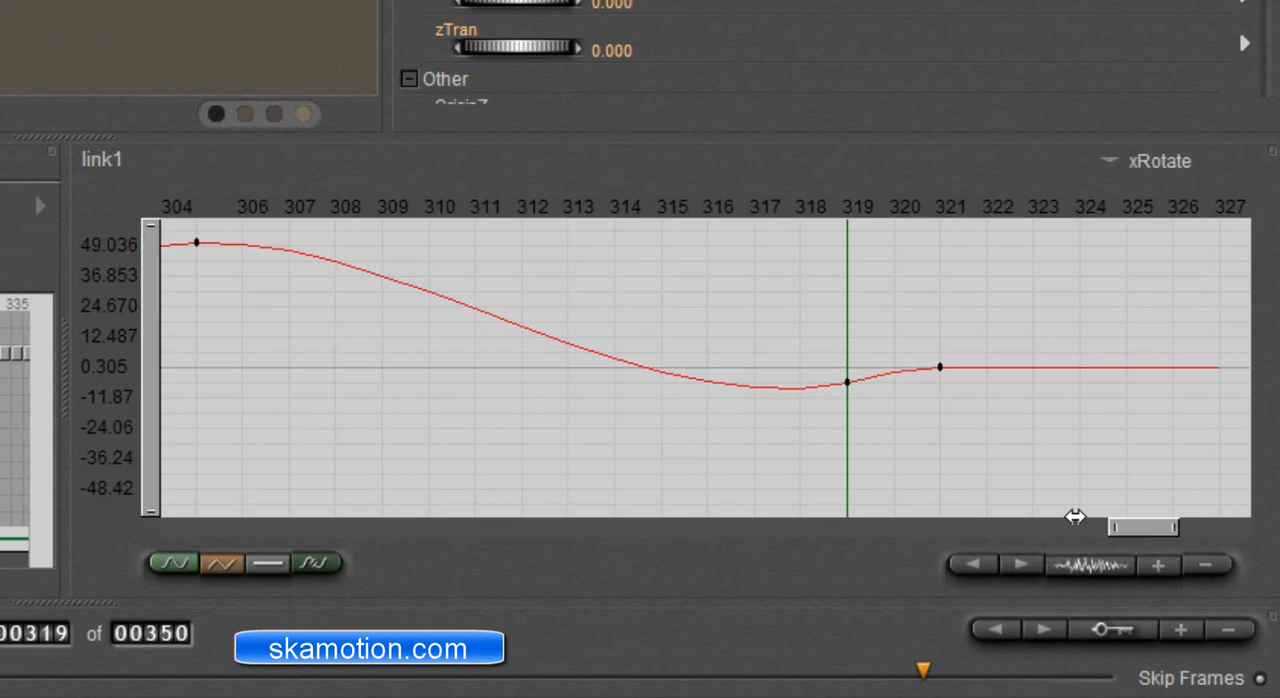 0.000
zTran
0.000
Other
link1
xRotate
304 306 307 308 309 310 311 312 313 314 315 316 317 318 319 320 321 322 323 324 325 326 327
49.036
36.853
24.670
12.487
0.305
-11.87
-24.06
-36.24
-48.42
335
00319 of 00350
skamotion.com
Skip Frames